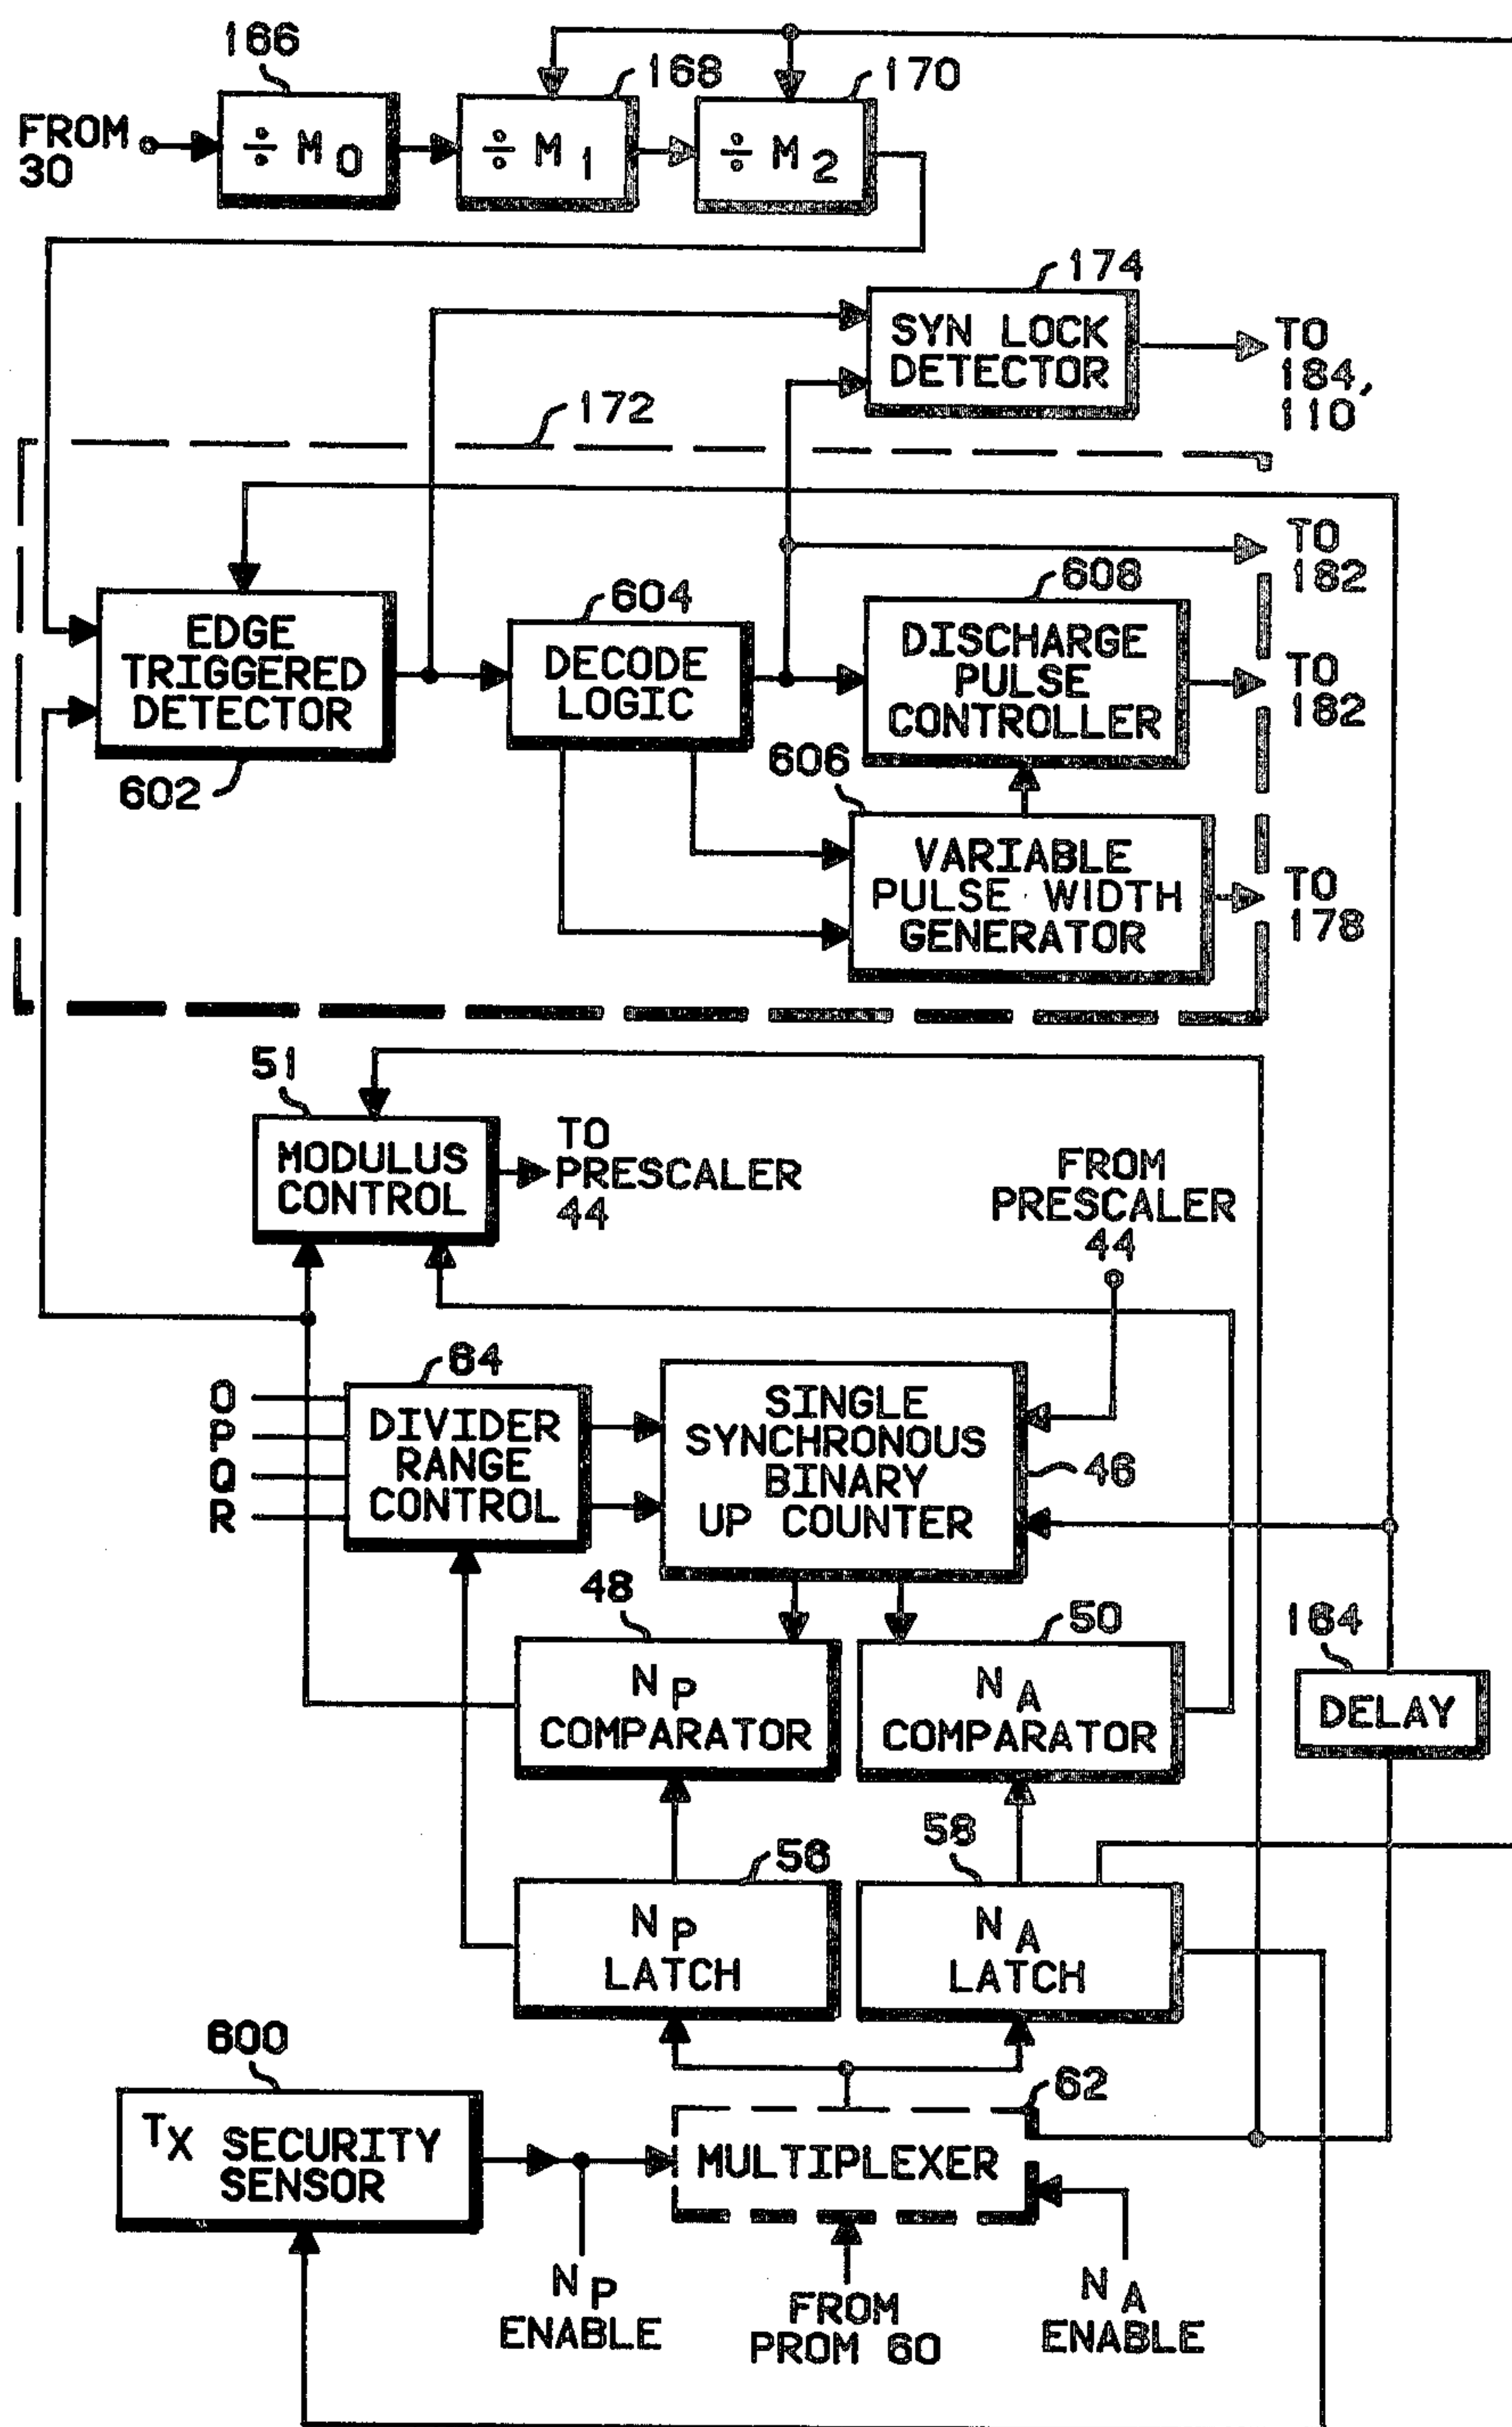 166
168
170
FROM
30
÷ M0
÷ M1
÷ M2
174
SYN LOCK
DETECTOR
TO
184,
110
172
TO
182
EDGE
TRIGGERED
DETECTOR
602
604
DECODE
LOGIC
608
DISCHARGE
PULSE
CONTROLLER
TO
182
606
VARIABLE
PULSE WIDTH
GENERATOR
TO
178
51
MODULUS
CONTROL
TO
PRESCALER
44
FROM
PRESCALER
44
64
O
P
Q
R
DIVIDER
RANGE
CONTROL
SINGLE
SYNCHRONOUS
BINARY
UP COUNTER
46
48
NP
COMPARATOR
50
NA
COMPARATOR
164
DELAY
56
NP
LATCH
58
NA
LATCH
600
TX SECURITY
SENSOR
62
MULTIPLEXER
NP
ENABLE
FROM
PROM 60
NA
ENABLE